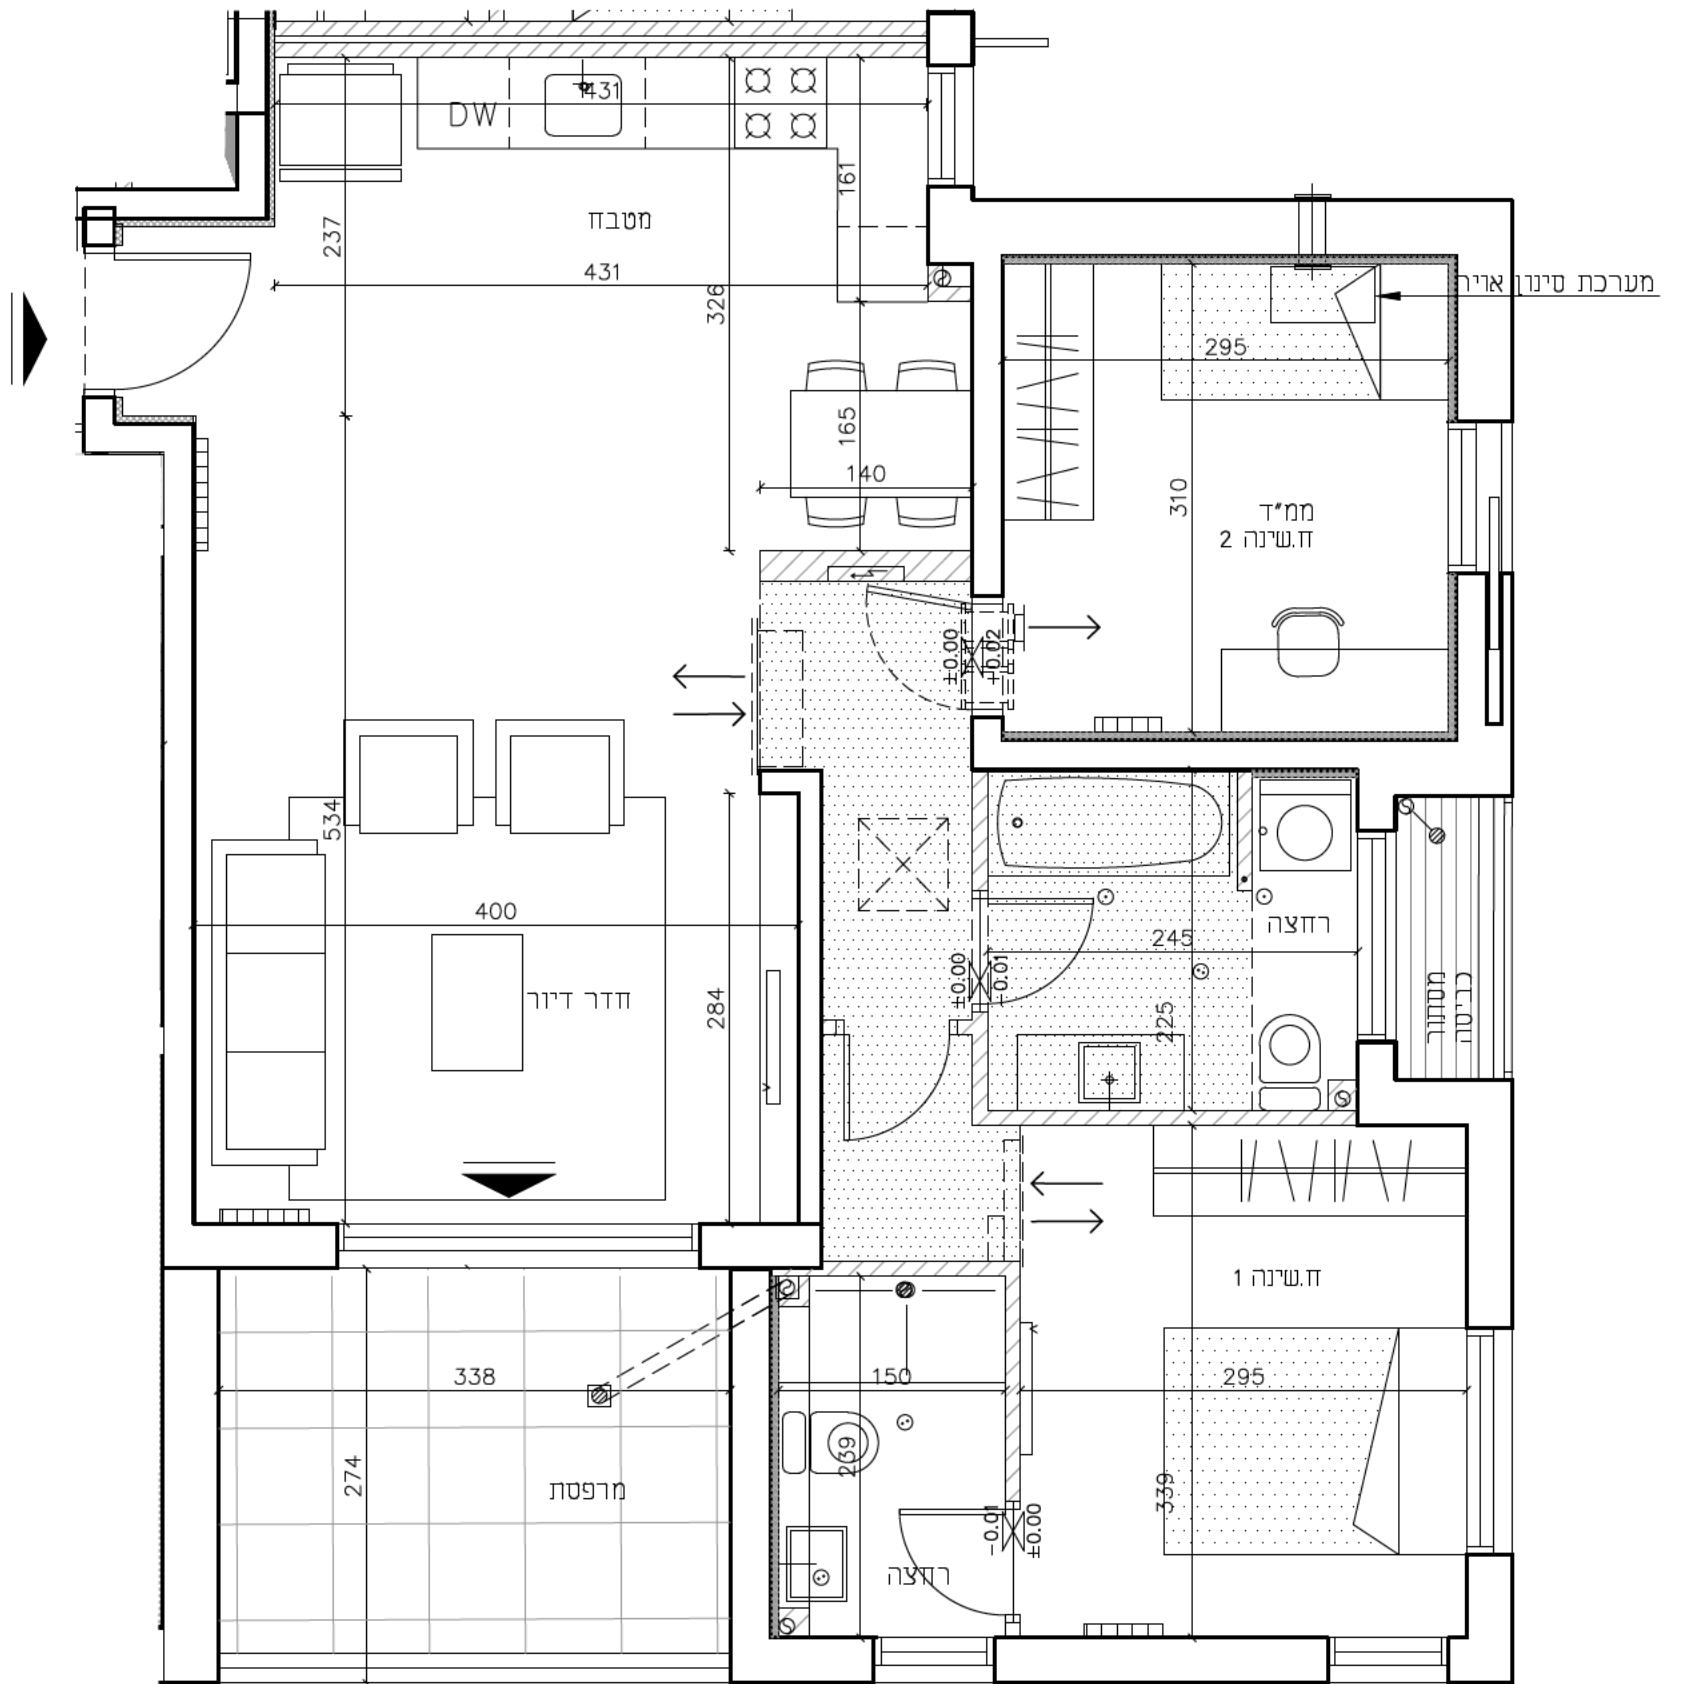 431
DW
161
מטבח
237
431
326
מערכת סינון אויר
295
165
140
310
ממ"ד
ח.שינה 2
±0.00
+0.02
534
400
רחצה
245
±0.00
-0.01
חדר דיור
284
225
מסתור
כביסה
ח.שינה 1
338
150
295
274
מרפסת
239
339
-0.01
±0.00
רחצה